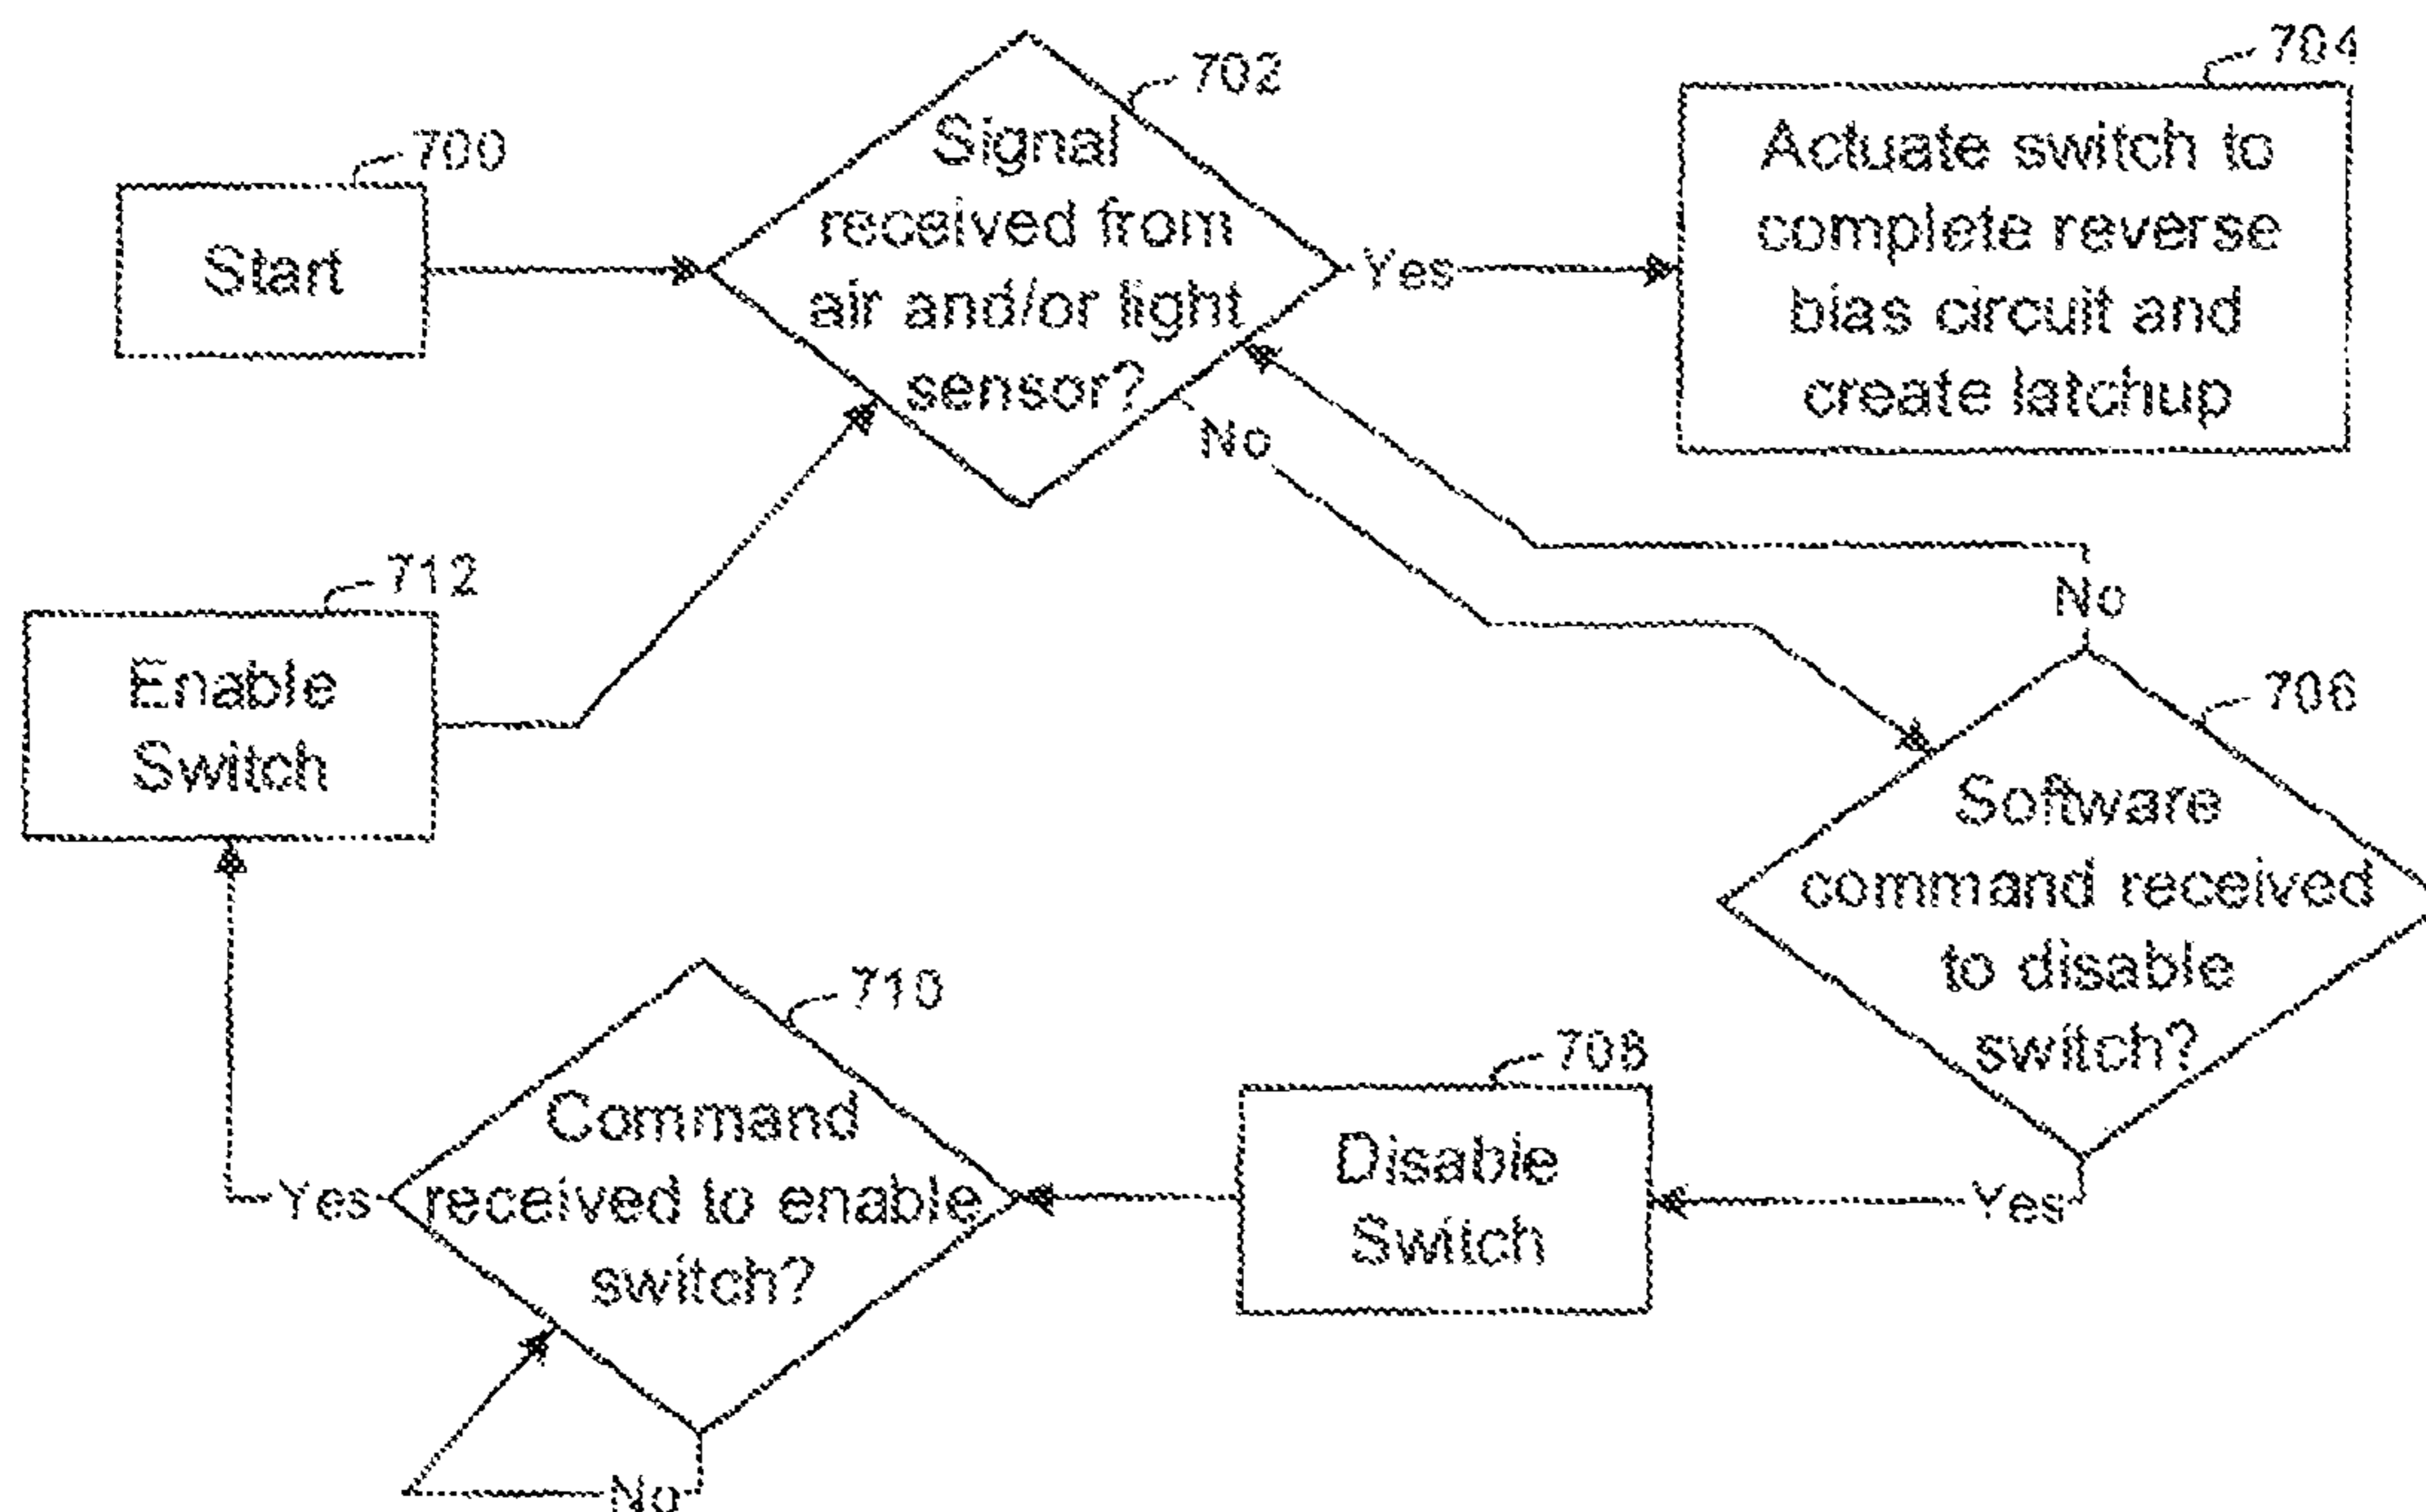 700
Start
702
Signal
received from
air and/or light
sensor?
Yes
No
704
Actuate switch to
complete reverse
bias circuit and
create latchup
712
Enable
Switch
No
706
Software
command received
to disable
switch?
Yes
708
Disable
Switch
710
Command
received to enable
switch?
Yes
No